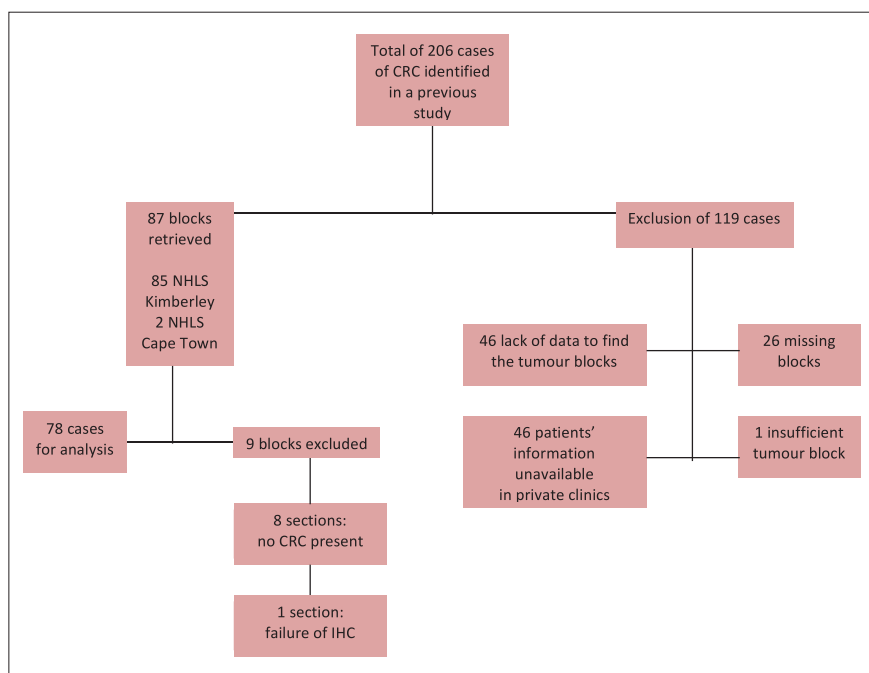 Total of 206 cases
of CRC identified
in a previous
study
87 blocks
retrieved
85 NHLS
Kimberley
2 NHLS
Cape Town
Exclusion of 119 cases
46 lack of data to find
the tumour blocks
26 missing
blocks
78 cases
for analysis
9 blocks excluded
46 patients’
information
unavailable
in private clinics
1 insufficient
tumour block
8 sections:
no CRC present
1 section:
failure of IHC